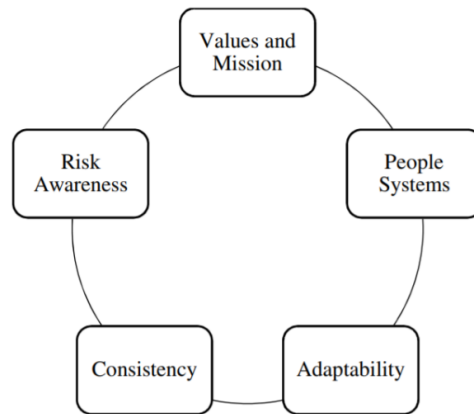 Values and
Mission
Risk
Awareness
People
Systems
Consistency
Adaptability